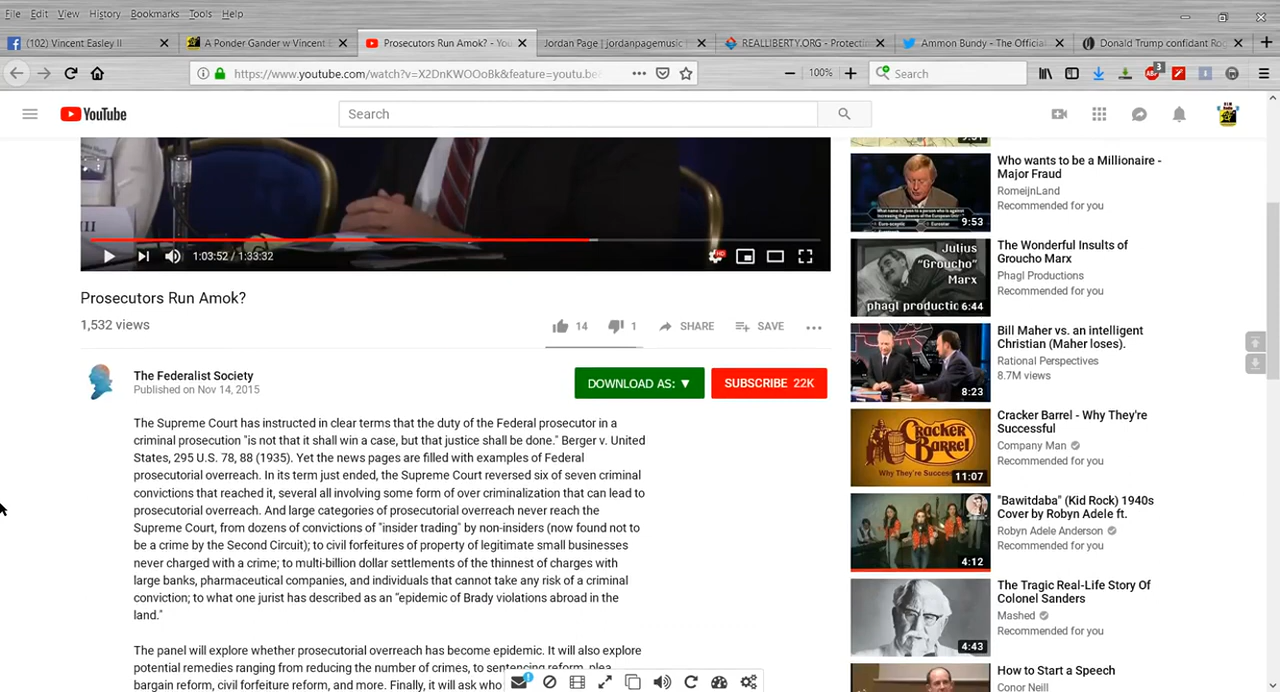 File Edit View History Bookmarks Tools Help
(102) Vincent Easley II
A Ponder Gander w Vincent
Prosecutors Run Amok? - You
Jordan Page | jordanpagemusic
REALLIBERTY.ORG - Protectin
Ammon Bundy - The Official
Donald Trump confidant Rog
https://www.youtube.com/watch?v=X2DnKWOOoBk&feature=youtu.be
100%
Search
ABP
3
YouTube
Search
1:03:52 / 1:33:32
HD
Prosecutors Run Amok?
1,532 views
14
1
SHARE
SAVE
The Federalist Society
Published on Nov 14, 2015
DOWNLOAD AS: ▼
SUBSCRIBE 22K
The Supreme Court has instructed in clear terms that the duty of the Federal prosecutor in a
criminal prosecution "is not that it shall win a case, but that justice shall be done." Berger v. United
States, 295 U.S. 78, 88 (1935). Yet the news pages are filled with examples of Federal
prosecutorial overreach. In its term just ended, the Supreme Court reversed six of seven criminal
convictions that reached it, several all involving some form of over criminalization that can lead to
prosecutorial overreach. And large categories of prosecutorial overreach never reach the
Supreme Court, from dozens of convictions of "insider trading" by non-insiders (now found not to
be a crime by the Second Circuit); to civil forfeitures of property of legitimate small businesses
never charged with a crime; to multi-billion dollar settlements of the thinnest of charges with
large banks, pharmaceutical companies, and individuals that cannot take any risk of a criminal
conviction; to what one jurist has described as an "epidemic of Brady violations abroad in the
land."
The panel will explore whether prosecutorial overreach has become epidemic. It will also explore
potential remedies ranging from reducing the number of crimes, to sentencing reform, plea
bargain reform, civil forfeiture reform, and more. Finally, it will ask who
1
Who wants to be a Millionaire -
Major Fraud
RomeijnLand
Recommended for you
9:53
The Wonderful Insults of
Groucho Marx
Phagl Productions
Recommended for you
Julius
"Groucho"
Marx
phagl productio
6:44
Bill Maher vs. an intelligent
Christian (Maher loses).
Rational Perspectives
8.7M views
8:23
Cracker Barrel - Why They're
Successful
Company Man
Recommended for you
Cracker
Barrel
Why They're Success
11:07
"Bawitdaba" (Kid Rock) 1940s
Cover by Robyn Adele ft.
Robyn Adele Anderson
Recommended for you
4:12
The Tragic Real-Life Story Of
Colonel Sanders
Mashed
Recommended for you
4:43
How to Start a Speech
Conor Neill